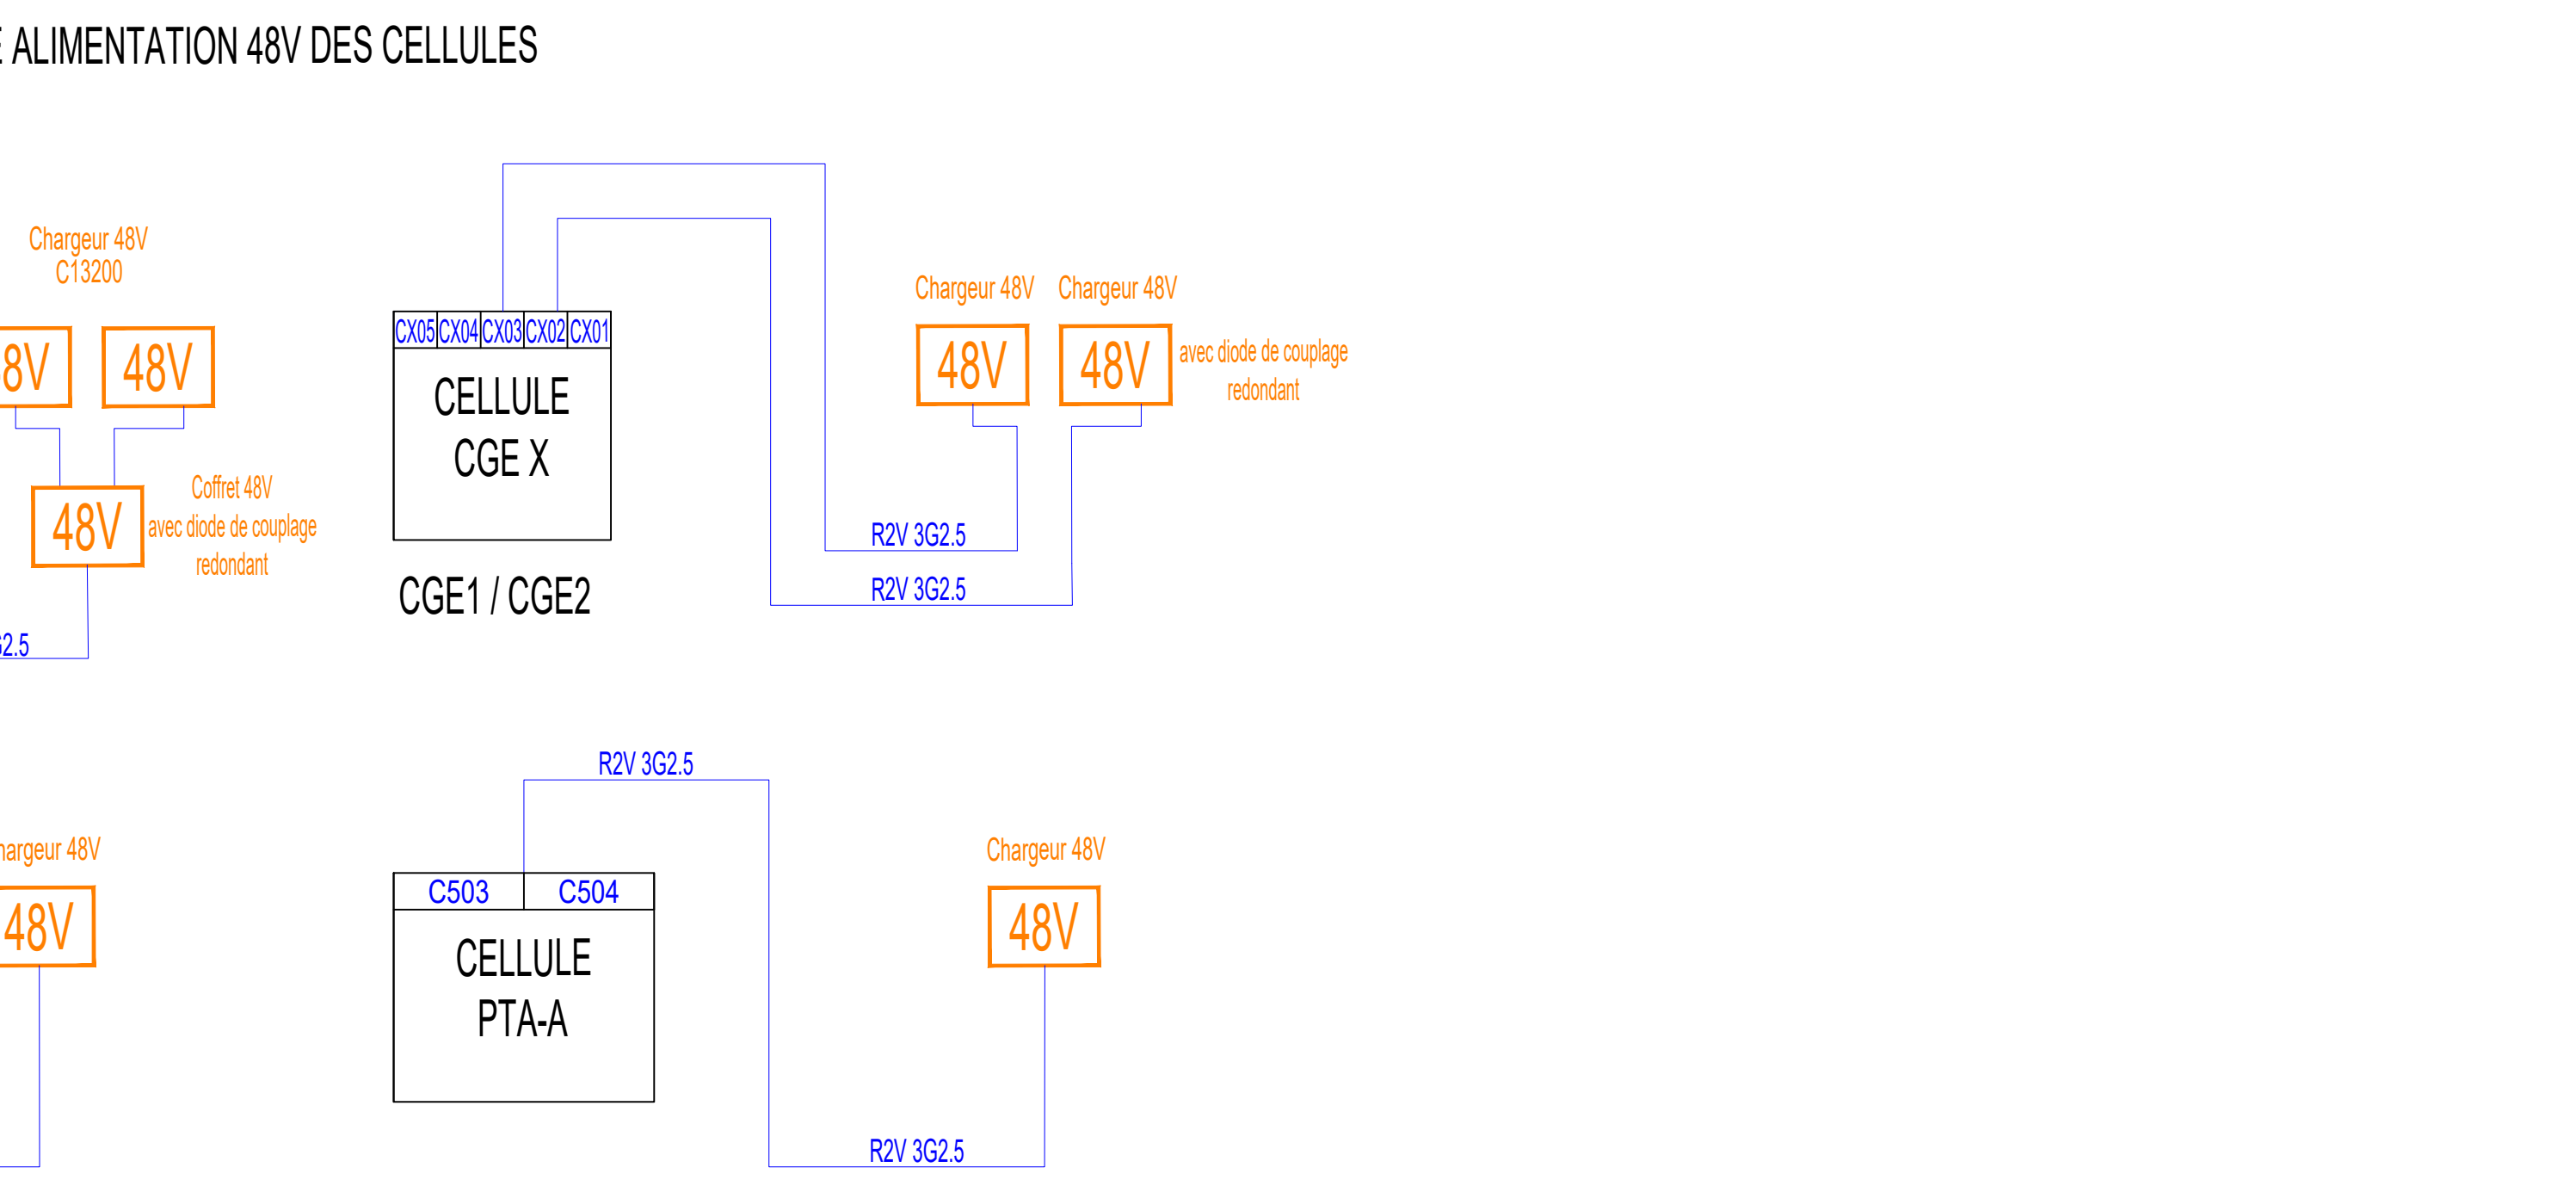 ALIMENTATION 48V DES CELLULES
Chargeur 48V
C13200
8V
48V
48V
Coffret 48V
avec diode de couplage
redondant
G2.5
CX05 CX04 CX03 CX02 CX01
CELLULE
CGE X
CGE1 / CGE2
Chargeur 48V
Chargeur 48V
48V
48V
avec diode de couplage
redondant
R2V 3G2.5
R2V 3G2.5
hargeur 48V
48V
R2V 3G2.5
C503 C504
CELLULE
PTA-A
Chargeur 48V
48V
R2V 3G2.5